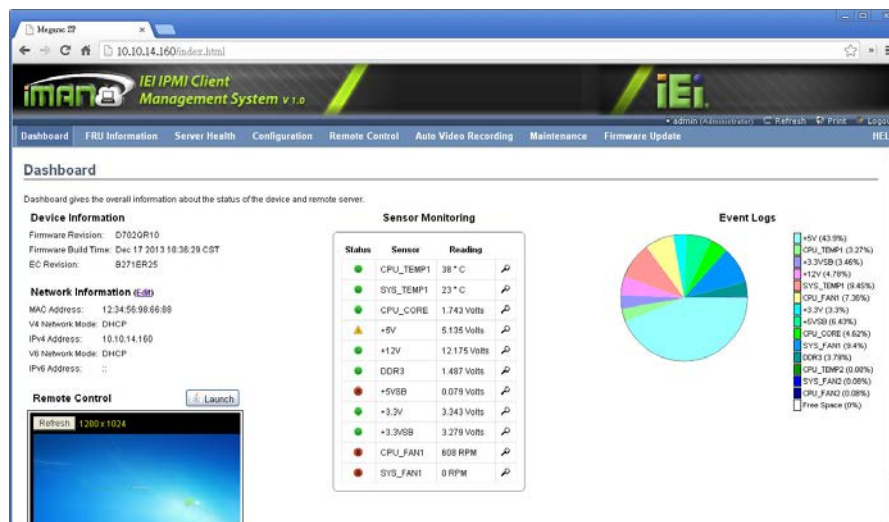 Megarac SP
10.10.14.160/index.html
iMAN
IEI IPMI Client
Management System v 1.0
iEi
admin (Administrator) Refresh Print Logou
Dashboard FRU Information Server Health Configuration Remote Control Auto Video Recording Maintenance Firmware Update HEL
Dashboard
Dashboard gives the overall information about the status of the device and remote server.
Device Information
Firmware Revision: D702QR10
Firmware Build Time: Dec 17 2013 18:36:29 CST
EC Revision: B271ER25
Network Information (Edit)
MAC Address: 12:34:56:98:66:88
V4 Network Mode: DHCP
IPv4 Address: 10.10.14.160
V6 Network Mode: DHCP
IPv6 Address: ::
Remote Control Launch
Refresh 1280 x 1024
Sensor Monitoring
Status Sensor Reading
CPU_TEMP1 38 ° C
SYS_TEMP1 23 ° C
CPU_CORE 1.743 Volts
+5V 5.135 Volts
+12V 12.175 Volts
DDR3 1.487 Volts
+5VSB 0.079 Volts
+3.3V 3.343 Volts
+3.3VSB 3.279 Volts
CPU_FAN1 608 RPM
SYS_FAN1 0 RPM
Event Logs
+5V (43.9%)
CPU_TEMP1 (3.27%)
+3.3VSB (3.46%)
+12V (4.78%)
SYS_TEMP1 (9.45%)
CPU_FAN1 (7.36%)
+3.3V (3.3%)
+5VSB (6.43%)
CPU_CORE (4.62%)
SYS_FAN1 (9.4%)
DDR3 (3.79%)
CPU_TEMP2 (0.08%)
SYS_FAN2 (0.08%)
CPU_FAN2 (0.08%)
Free Space (0%)